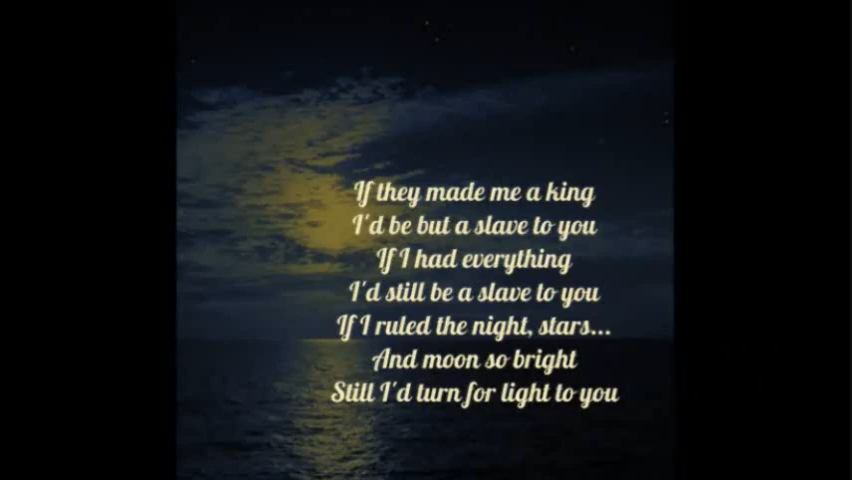 If they made me a king
I'd be but a slave to you
If I had everything
I'd still be a slave to you
If I ruled the night, stars...
And moon so bright
Still I'd turn for light to you